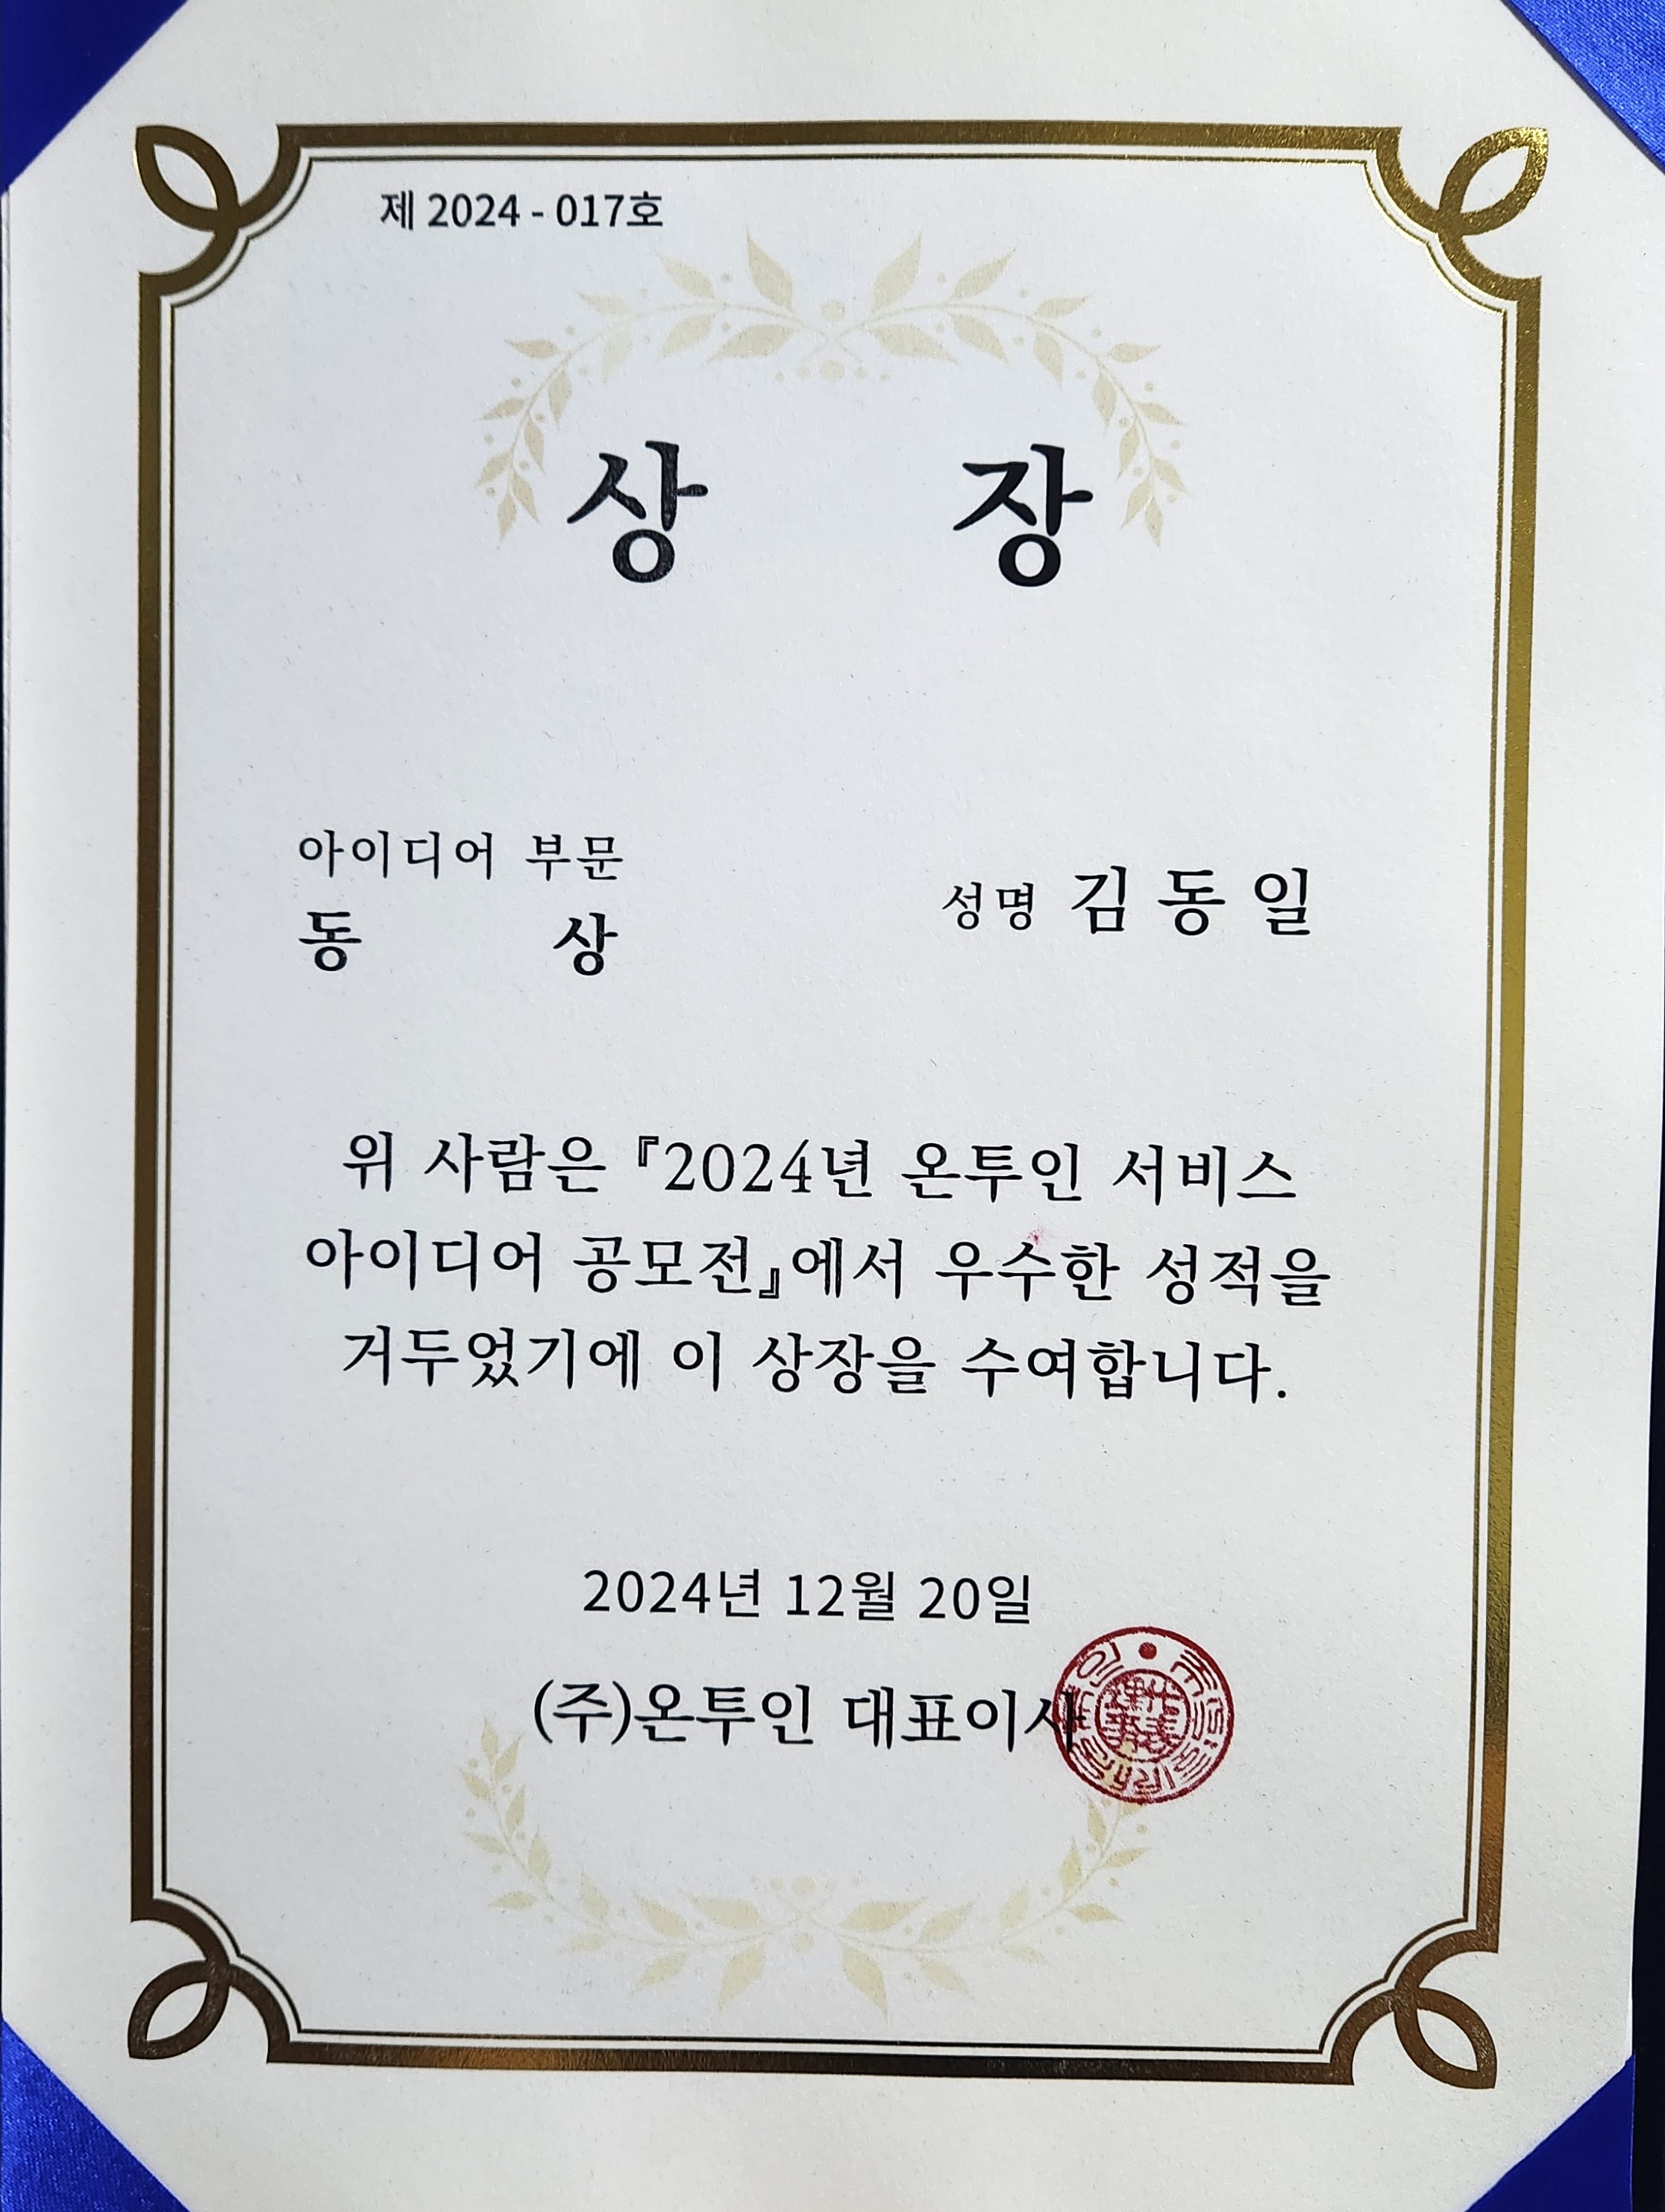 제 2024 - 017호
상 장
아이디어 부문
동 상
성명 김 동 일
위 사람은 『2024년 온투인 서비스
아이디어 공모전』에서 우수한 성적을
거두었기에 이 상장을 수여합니다.
2024년 12월 20일
(주)온투인 대표이사